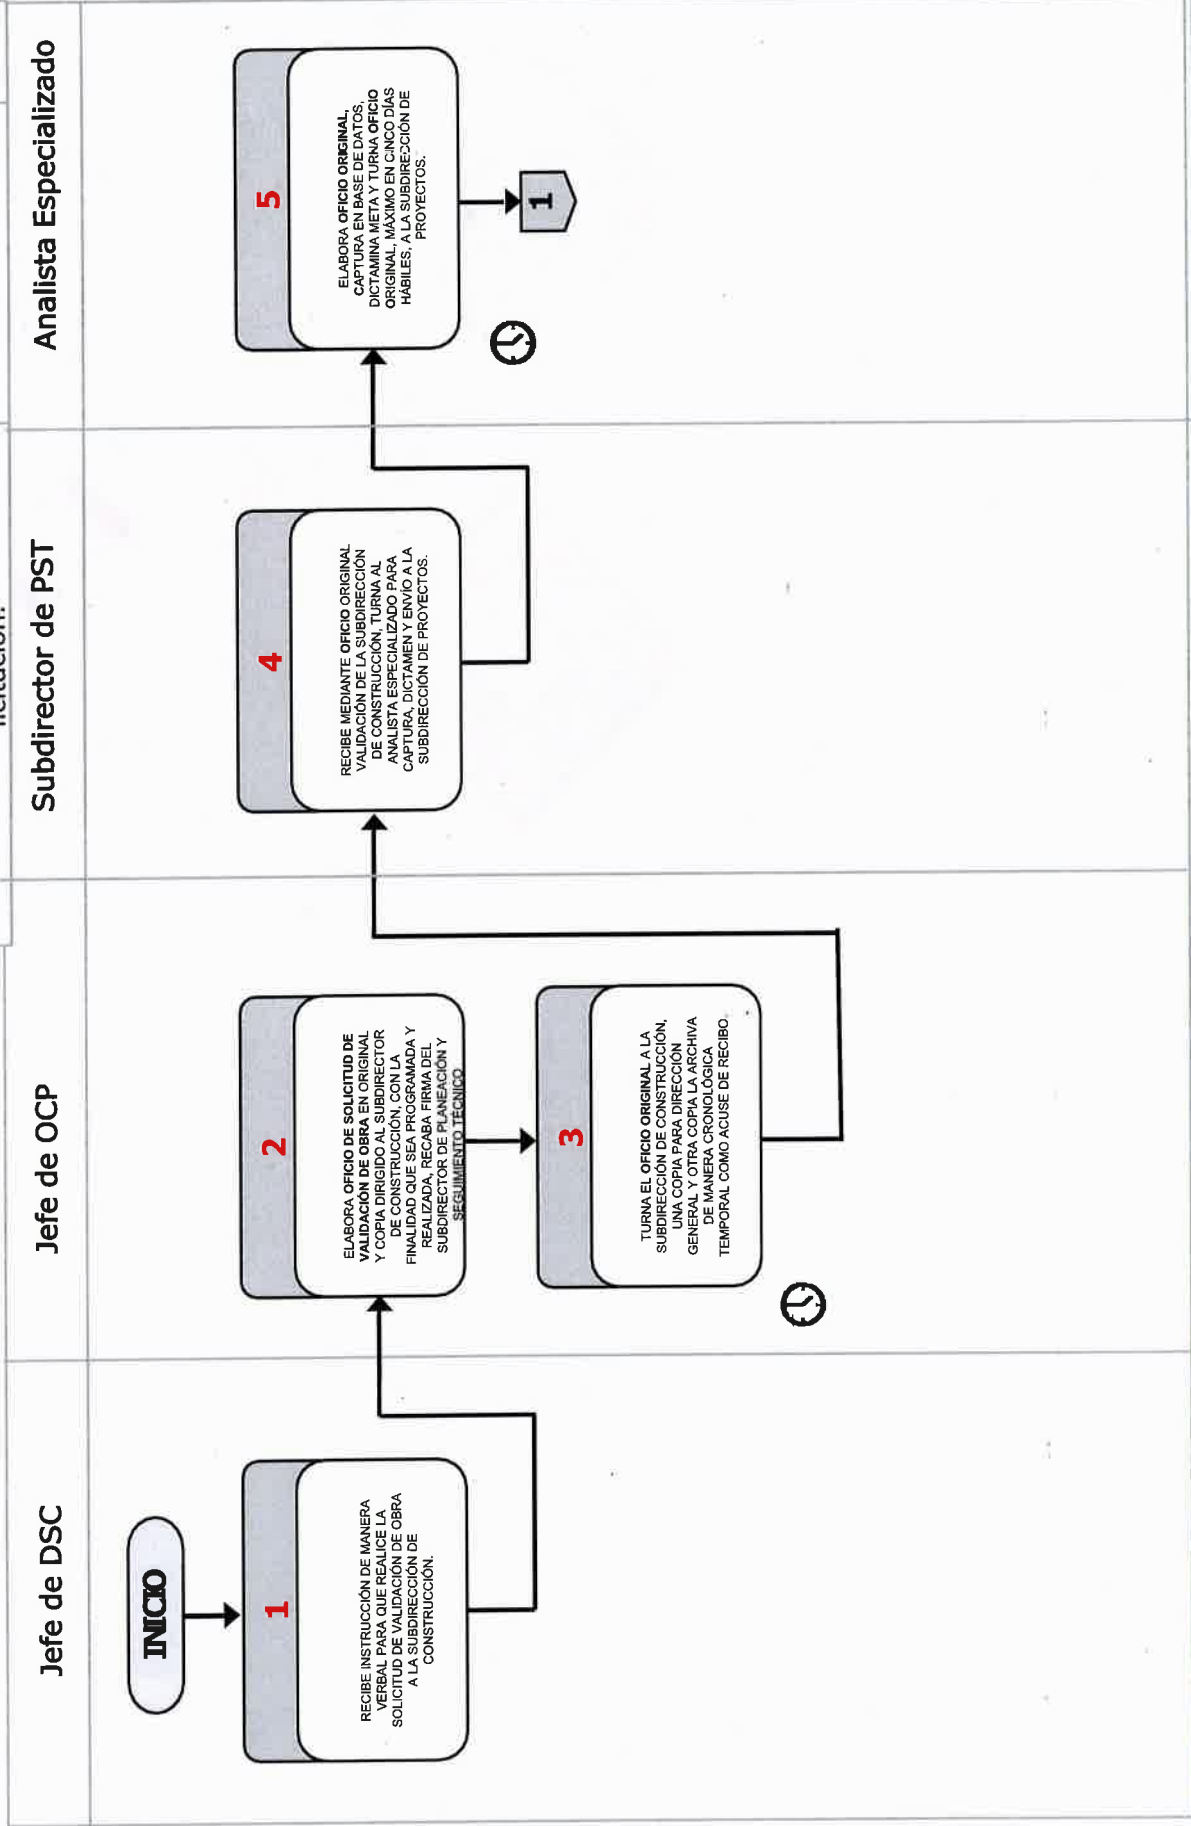 licitación.
Jefe de DSC
Jefe de OCP
Subdirector de PST
Analista Especializado
INICIO
1
RECIBE INSTRUCCIÓN DE MANERA
VERBAL PARA QUE REALICE LA
SOLICITUD DE VALIDACIÓN DE OBRA
A LA SUBDIRECCIÓN DE
CONSTRUCCIÓN.
2
ELABORA OFICIO DE SOLICITUD DE
VALIDACIÓN DE OBRA EN ORIGINAL
Y COPIA DIRIGIDO AL SUBDIRECTOR
DE CONSTRUCCIÓN, CON LA
FINALIDAD QUE SEA PROGRAMADA Y
REALIZADA, RECABA FIRMA DEL
SUBDIRECTOR DE PLANEACIÓN Y
SEGUIMIENTO TÉCNICO
3
TURNA EL OFICIO ORIGINAL A LA
SUBDIRECCIÓN DE CONSTRUCCIÓN,
UNA COPIA PARA DIRECCIÓN
GENERAL Y OTRA COPIA LA ARCHIVA
DE MANERA CRONOLÓGICA
TEMPORAL COMO ACUSE DE RECIBO.
4
RECIBE MEDIANTE OFICIO ORIGINAL
VALIDACIÓN DE LA SUBDIRECCIÓN
DE CONSTRUCCIÓN, TURNA AL
ANALISTA ESPECIALIZADO PARA
CAPTURA, DICTAMEN Y ENVÍO A LA
SUBDIRECCIÓN DE PROYECTOS.
5
ELABORA OFICIO ORIGINAL,
CAPTURA EN BASE DE DATOS,
DICTAMINA META Y TURNA OFICIO
ORIGINAL, MÁXIMO EN CINCO DÍAS
HÁBILES, A LA SUBDIRECCIÓN DE
PROYECTOS.
1